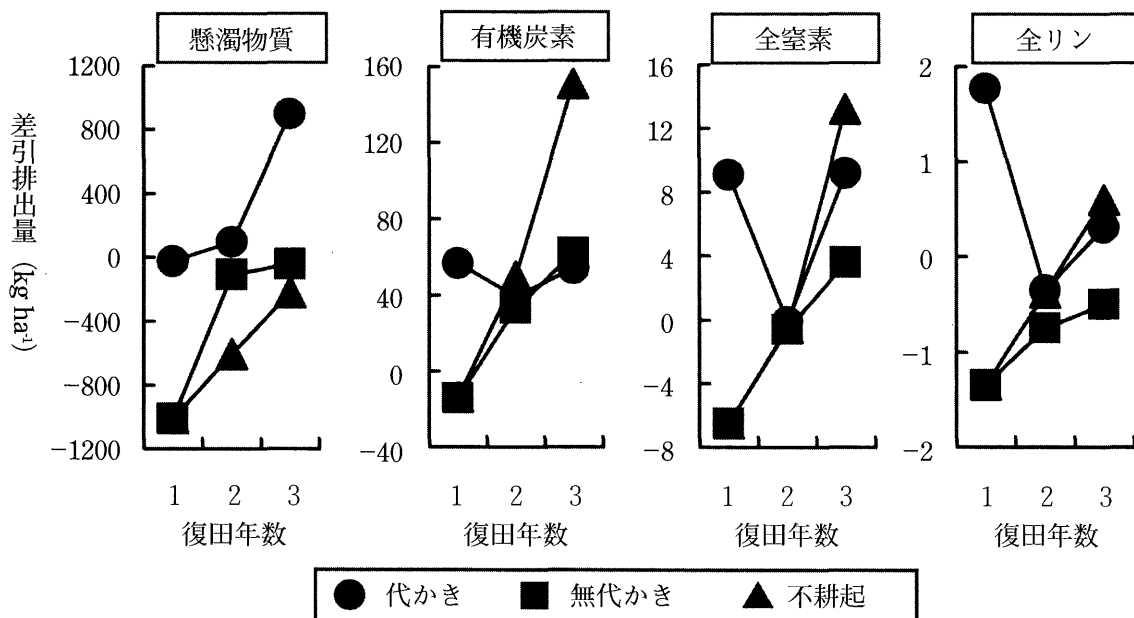 懸濁物質
有機炭素
全窒素
全リン
差引排出量 (kg ha⁻¹)
1200
800
400
0
−400
−800
−1200
1 2 3
復田年数
160
120
80
40
0
−40
1 2 3
復田年数
16
12
8
4
0
−4
−8
1 2 3
復田年数
2
1
0
−1
−2
1 2 3
復田年数
代かき 無代かき 不耕起